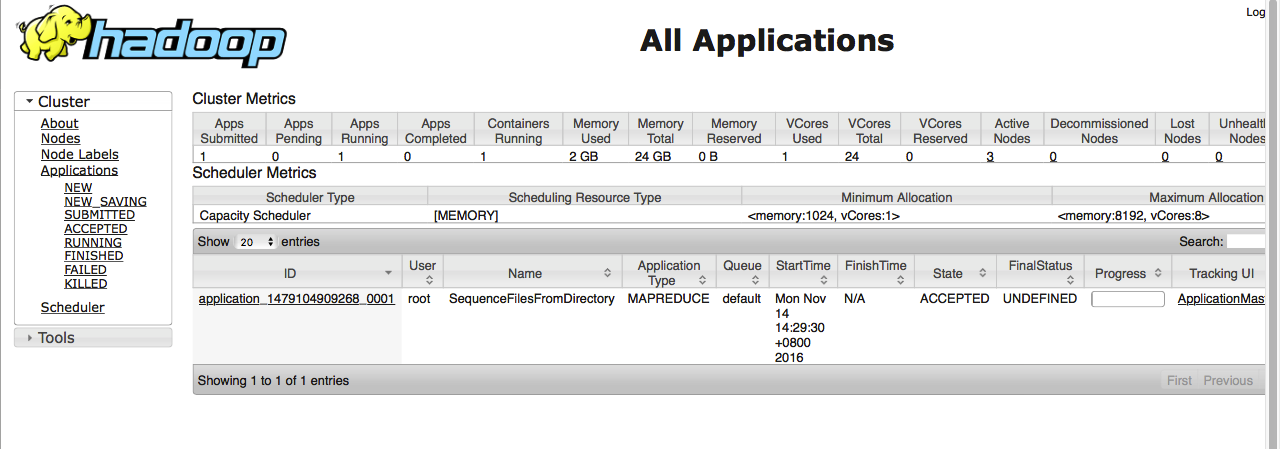 hadoop
Log
All Applications
Cluster
About
Nodes
Node Labels
Applications
NEW
NEW_SAVING
SUBMITTED
ACCEPTED
RUNNING
FINISHED
FAILED
KILLED
Scheduler
Tools
Cluster Metrics
Apps Submitted Apps Pending Apps Running Apps Completed Containers Running Memory Used Memory Total Memory Reserved VCores Used VCores Total VCores Reserved Active Nodes Decommissioned Nodes Lost Nodes Unhealt Nodes
1 0 1 0 1 2 GB 24 GB 0 B 1 24 0 3 0 0 0
Scheduler Metrics
Scheduler Type Scheduling Resource Type Minimum Allocation Maximum Allocation
Capacity Scheduler [MEMORY] <memory:1024, vCores:1> <memory:8192, vCores:8>
Show 20 entries Search:
ID User Name Application Type Queue StartTime FinishTime State FinalStatus Progress Tracking UI
application_1479104909268_0001 root SequenceFilesFromDirectory MAPREDUCE default Mon Nov N/A ACCEPTED UNDEFINED ApplicationMas
14
14:29:30
+0800
2016
Showing 1 to 1 of 1 entries First Previous